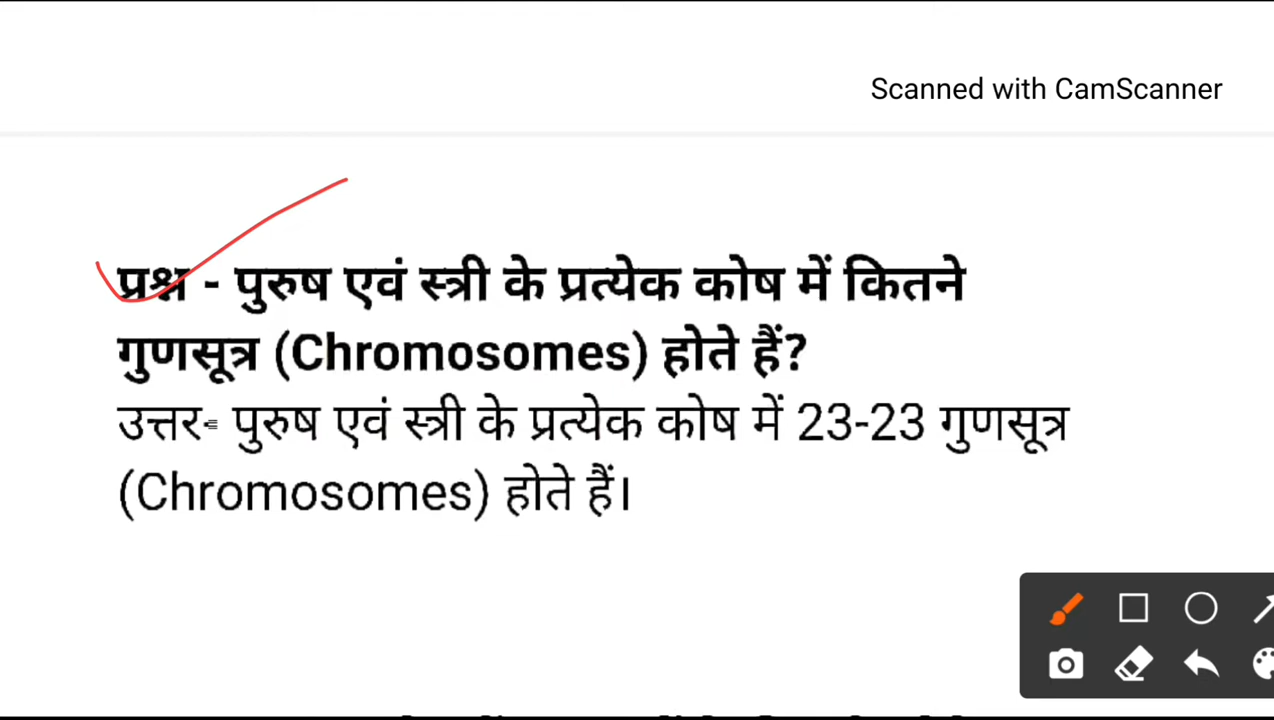 Scanned with CamScanner
प्रश्न - पुरुष एवं स्त्री के प्रत्येक कोष में कितने
गुणसूत्र (Chromosomes) होते हैं?
उत्तर- पुरुष एवं स्त्री के प्रत्येक कोष में 23-23 गुणसूत्र
(Chromosomes) होते हैं।